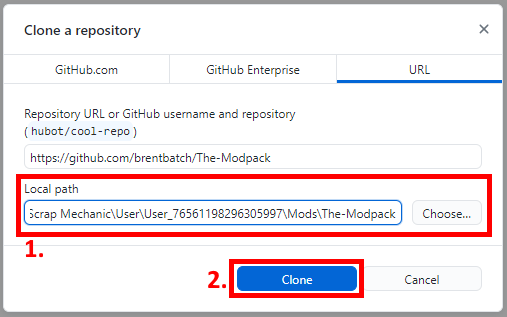 Clone a repository
GitHub.com
GitHub Enterprise
URL
Repository URL or GitHub username and repository
( hubot/cool-repo )
https://github.com/brentbatch/The-Modpack
Local path
Scrap Mechanic\User\User_76561198296305997\Mods\The-Modpack
Choose...
1.
2.
Clone
Cancel